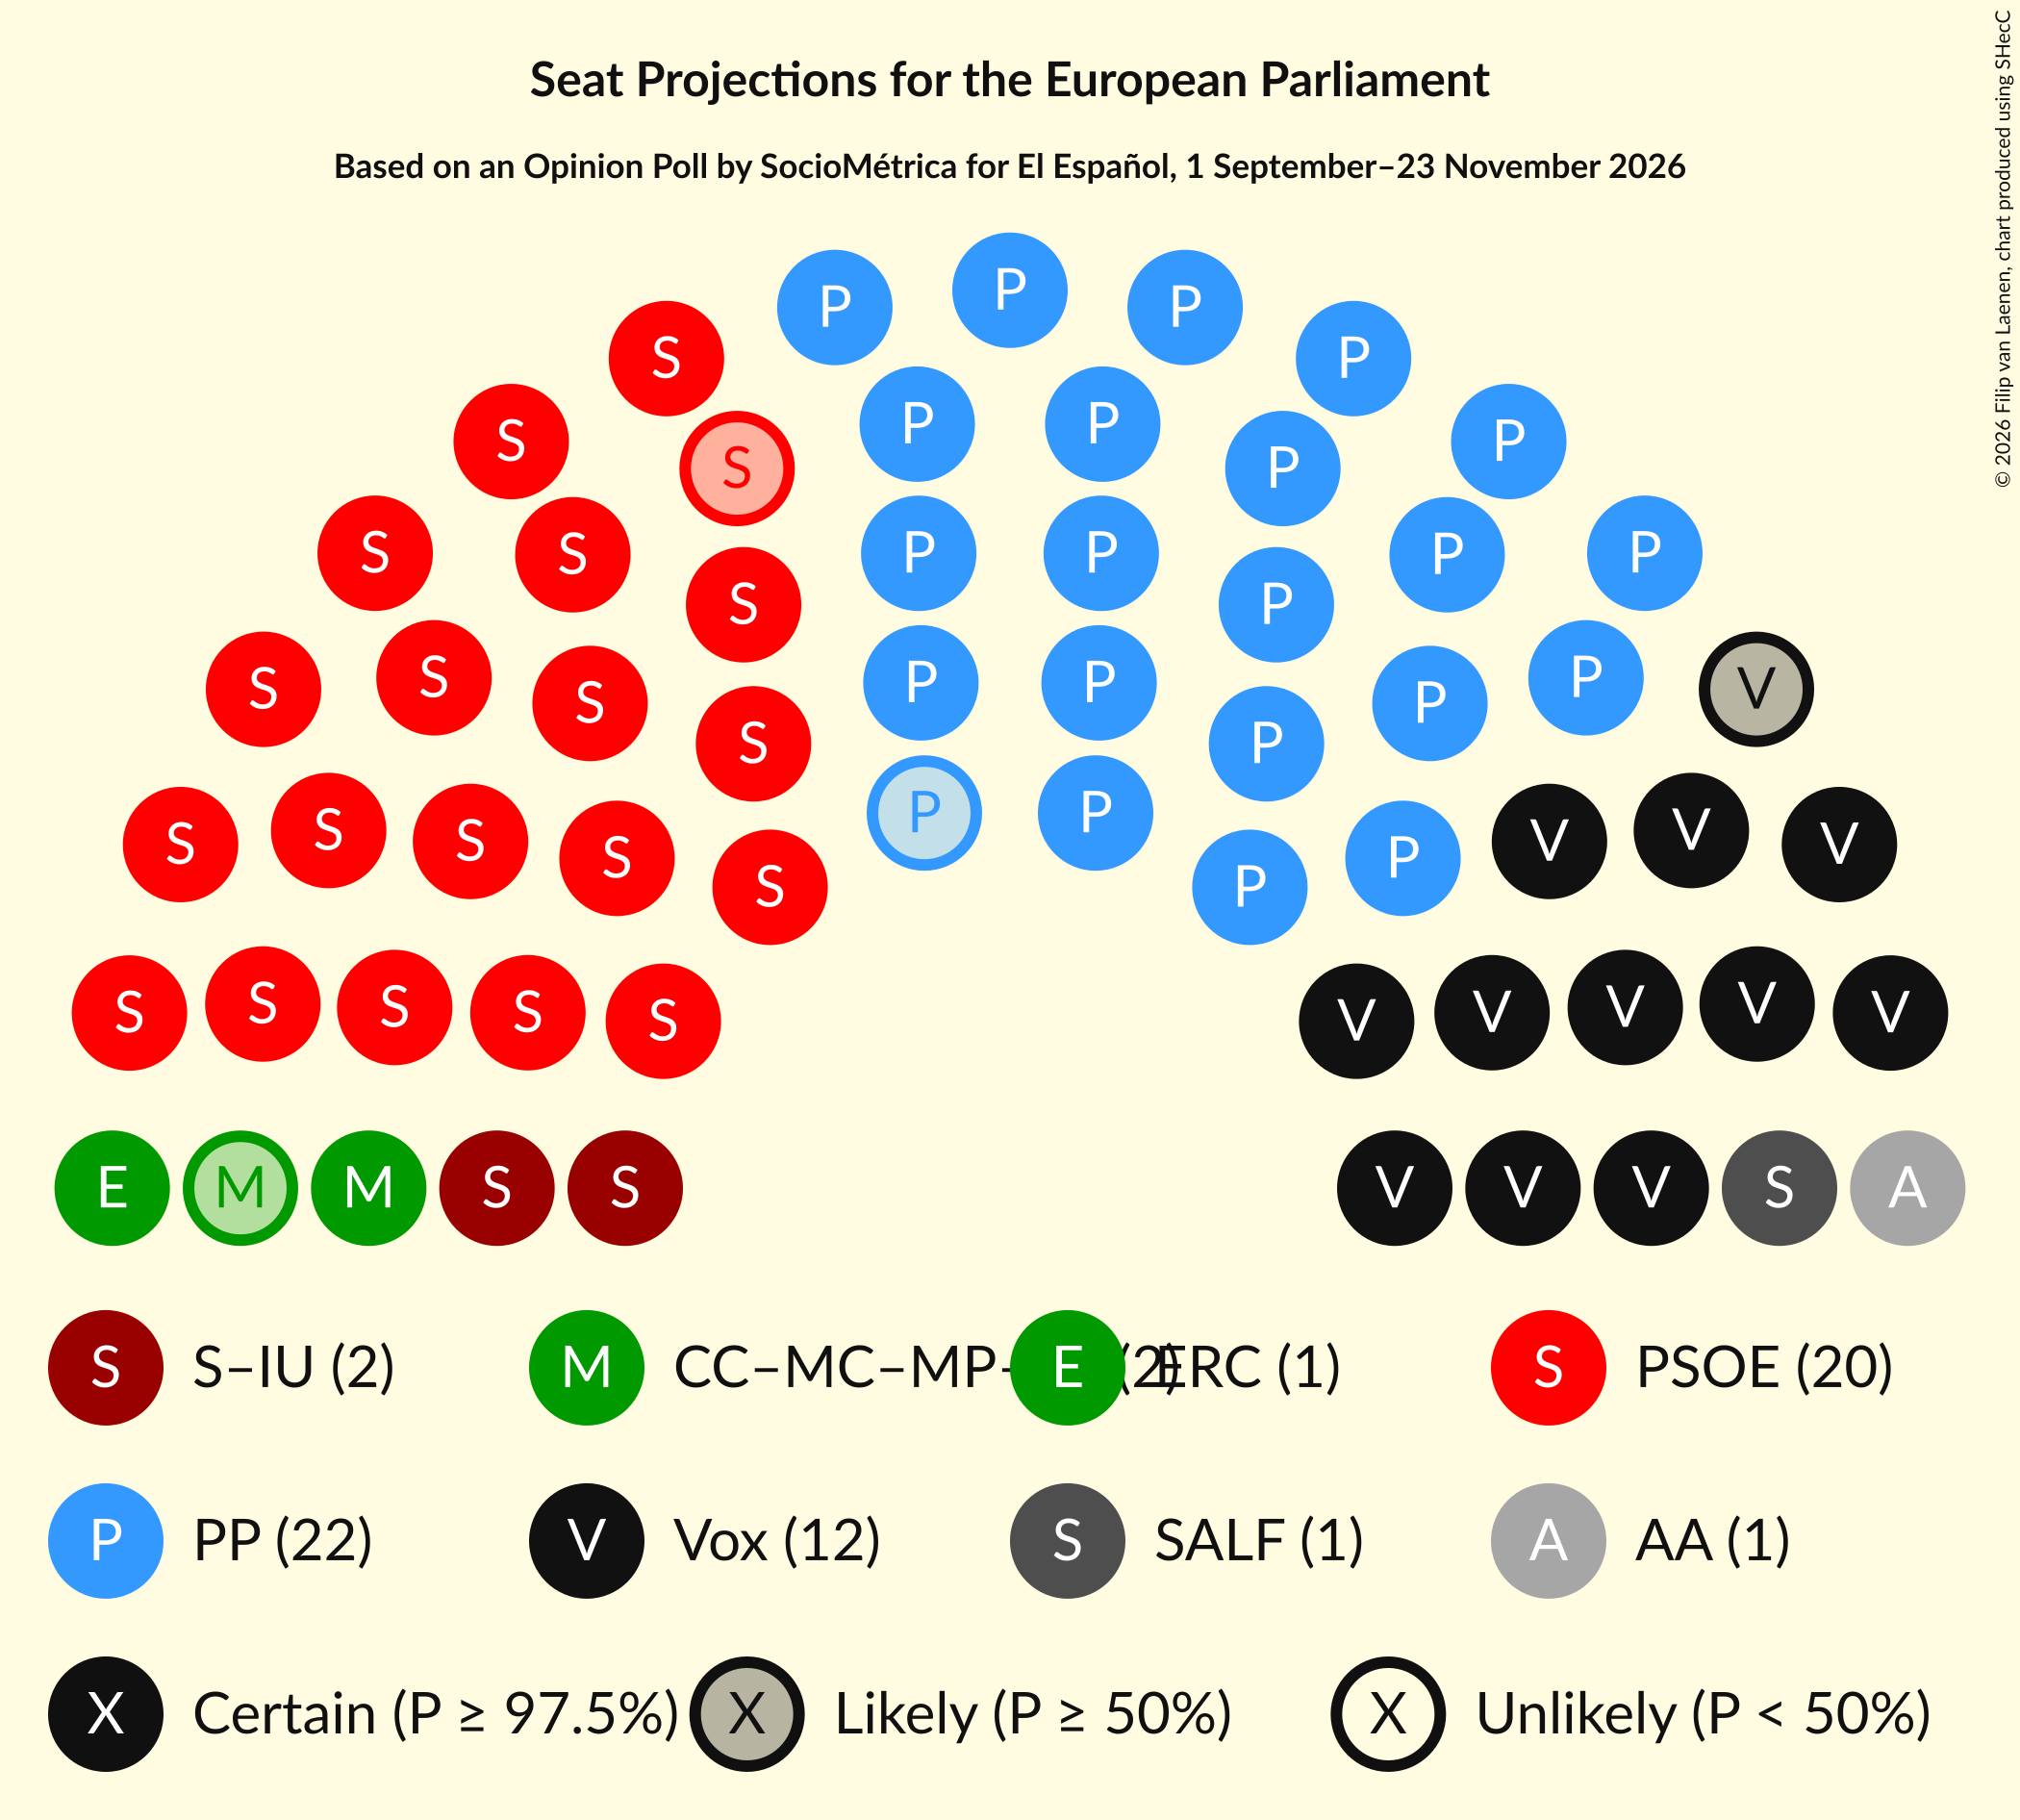 Seat Projections for the European Parliament
Based on an Opinion Poll by SocioMétrica for El Español, 1 September–23 November 2026
© 2026 Filip van Laenen, chart produced using SHecC
P P P
S P
S P P P
S P
S S P P P P
S P
S S S P P P P V
S P
P P
S S S S P V V V
S P
S S S S S V V V V V
E M M S S V V V S A
S S–IU (2)
M CC–MC–MP– (2)
E ERC (1)
S PSOE (20)
P PP (22)
V Vox (12)
S SALF (1)
A AA (1)
X Certain (P ≥ 97.5%)
X Likely (P ≥ 50%)
X Unlikely (P < 50%)